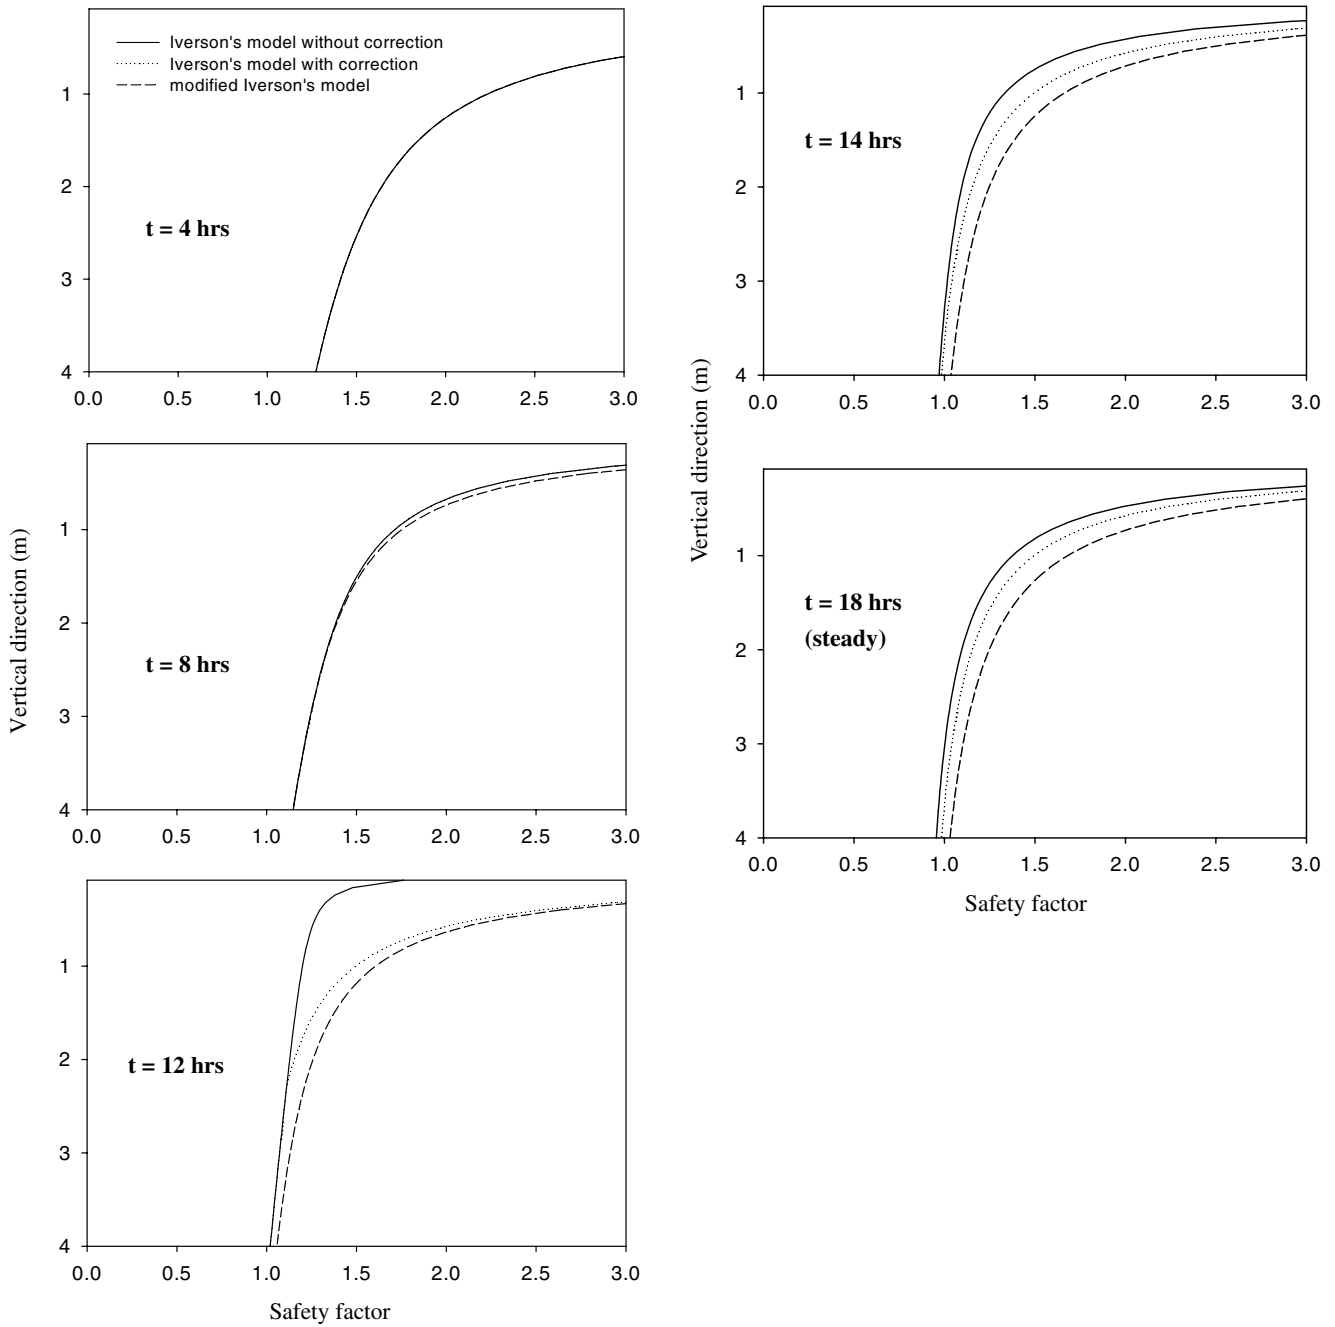 Iverson's model without correction
Iverson's model with correction
modified Iverson's model
1
2
3
4
t = 4 hrs
0.0 0.5 1.0 1.5 2.0 2.5 3.0
Vertical direction (m)
1
2
3
4
t = 8 hrs
0.0 0.5 1.0 1.5 2.0 2.5 3.0
1
2
3
4
t = 12 hrs
0.0 0.5 1.0 1.5 2.0 2.5 3.0
Safety factor
Vertical direction (m)
1
2
3
4
t = 14 hrs
0.0 0.5 1.0 1.5 2.0 2.5 3.0
1
2
3
4
t = 18 hrs
(steady)
0.0 0.5 1.0 1.5 2.0 2.5 3.0
Safety factor